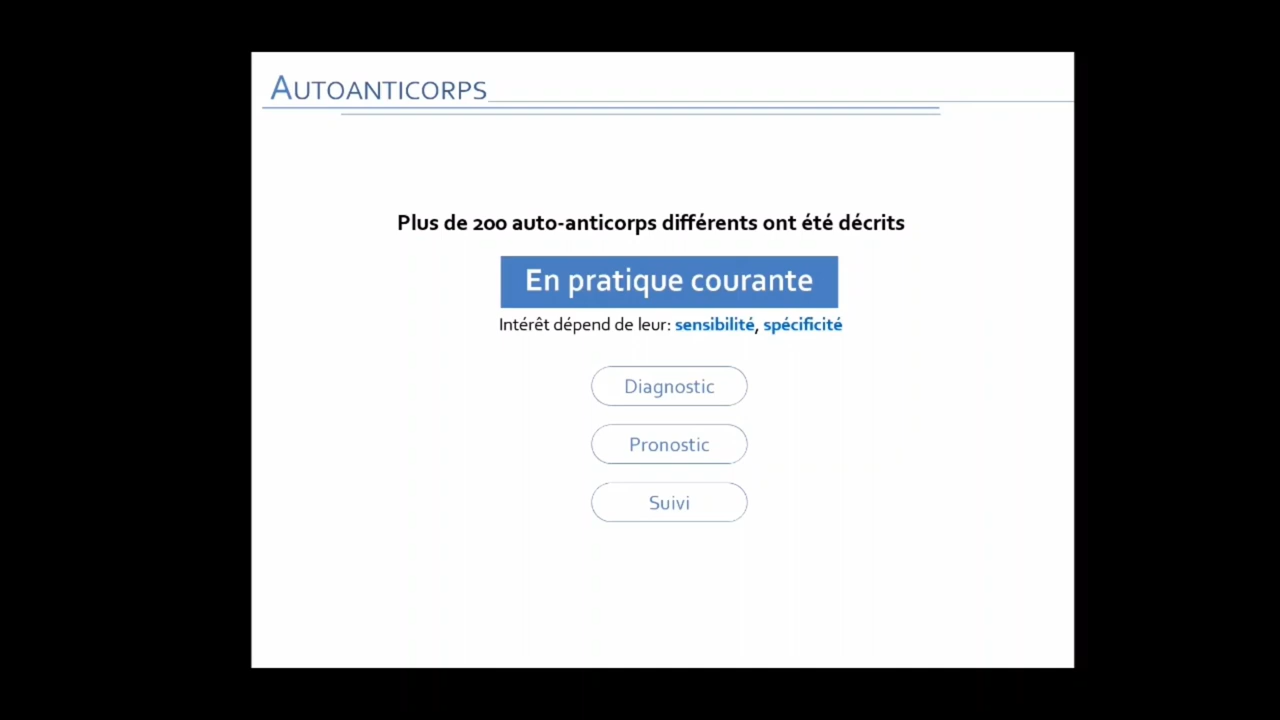 AUTOANTICORPS
Plus de 200 auto-anticorps différents ont été décrits
En pratique courante
Intérêt dépend de leur: sensibilité, spécificité
Diagnostic
Pronostic
Suivi